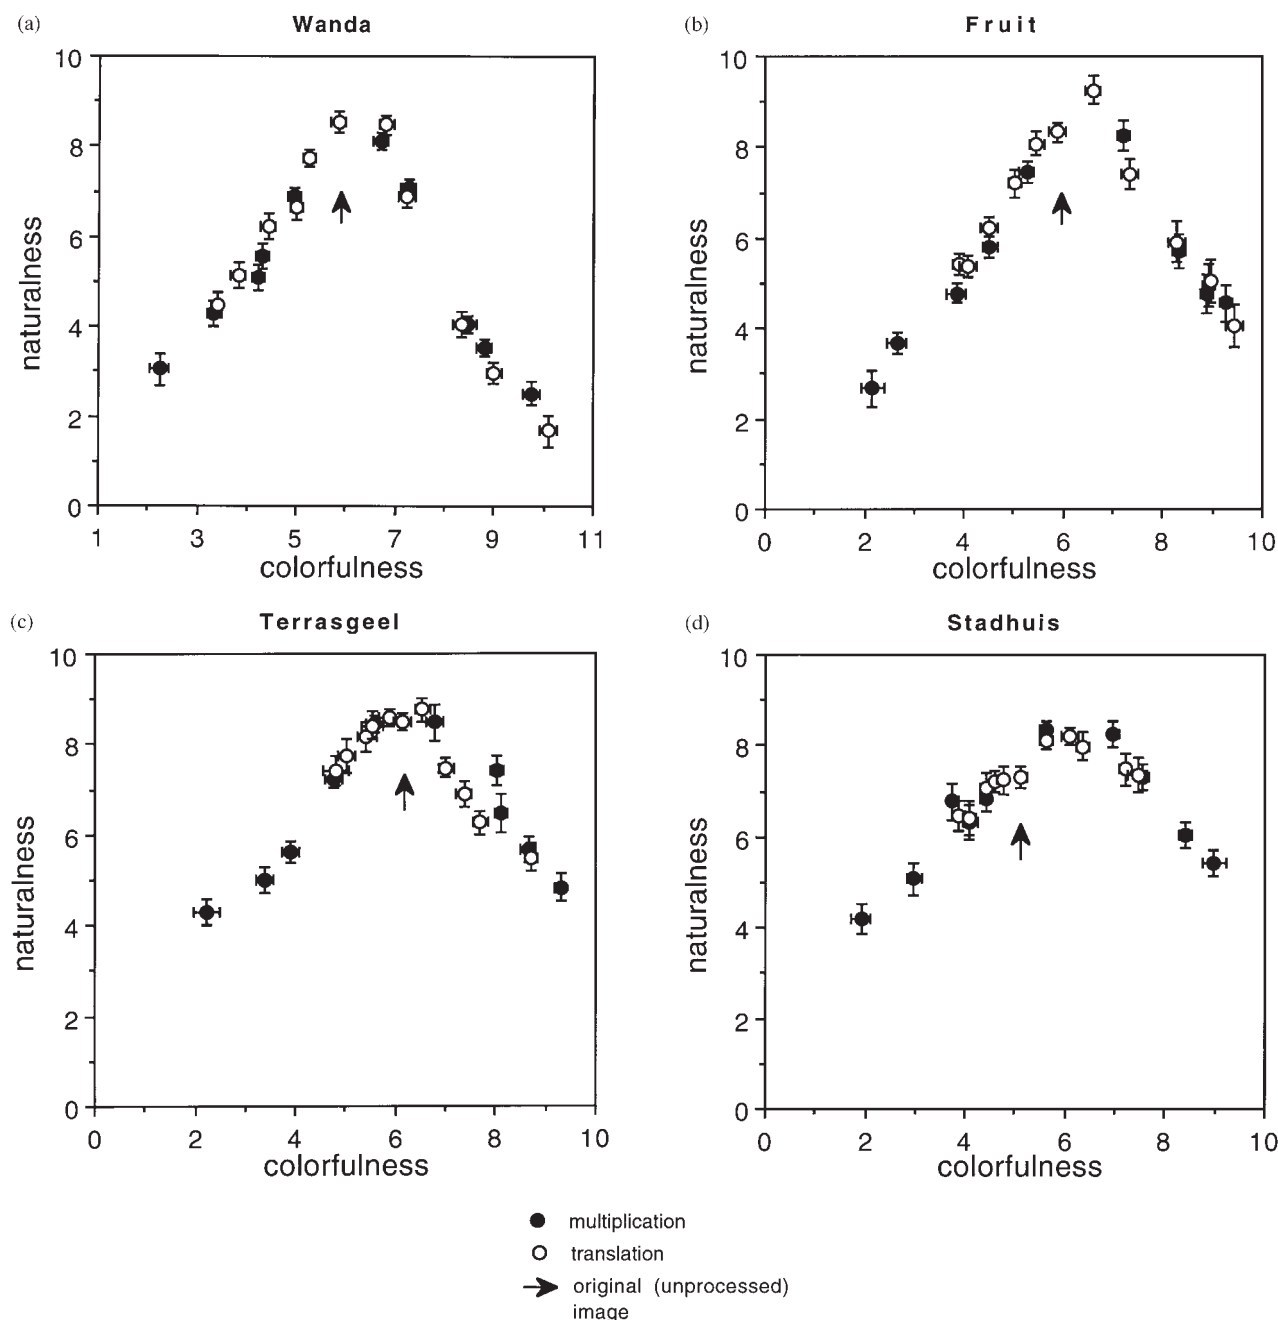 (a)
Wanda
10
8
6
4
2
0
naturalness
1 3 5 7 9 11
colorfulness
(b)
Fruit
10
8
6
4
2
0
naturalness
0 2 4 6 8 10
colorfulness
(c)
Terrasgeel
10
8
6
4
2
0
naturalness
0 2 4 6 8 10
colorfulness
(d)
Stadhuis
10
8
6
4
2
0
naturalness
0 2 4 6 8 10
colorfulness
multiplication
translation
original (unprocessed)
image